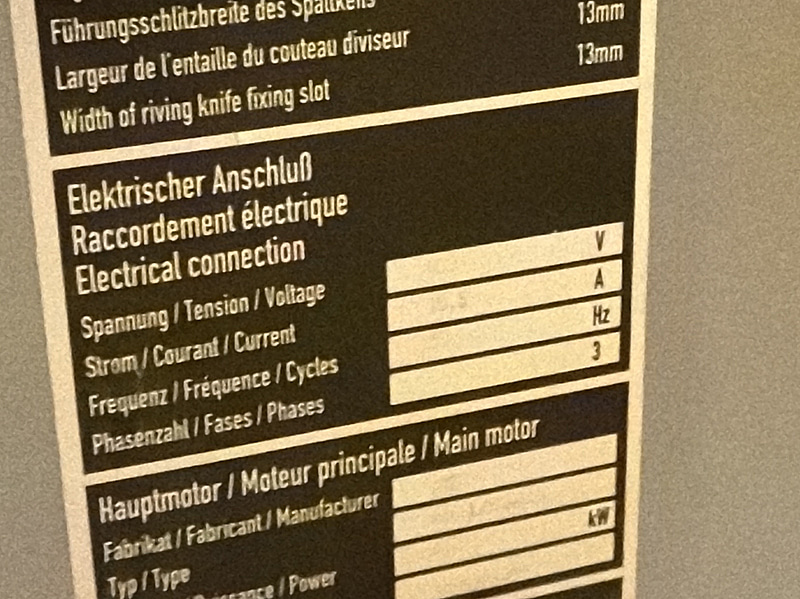 Führungsschlitzbreite des Spaltkeils
Largeur de l'entaille du couteau diviseur 13mm
Width of riving knife fixing slot 13mm
Elektrischer Anschluß
Raccordement électrique
Electrical connection
Spannung / Tension / Voltage V
Strom / Courant / Current A
Frequenz / Fréquence / Cycles Hz
Phasenzahl / Fases / Phases 3
Hauptmotor / Moteur principale / Main motor
Fabrikat / Fabricant / Manufacturer
Typ / Type
/ Puissance / Power kW